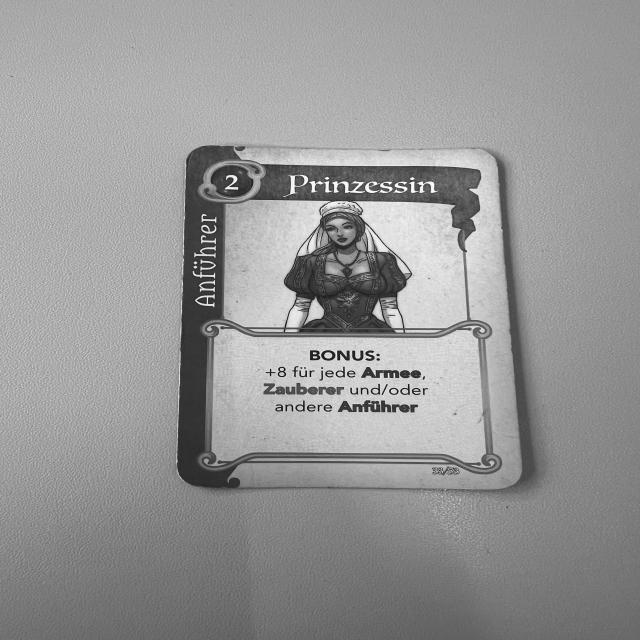 2
Prinzessin
Anführer
BONUS:
+8 für jede Armee,
Zauberer und/oder
andere Anführer